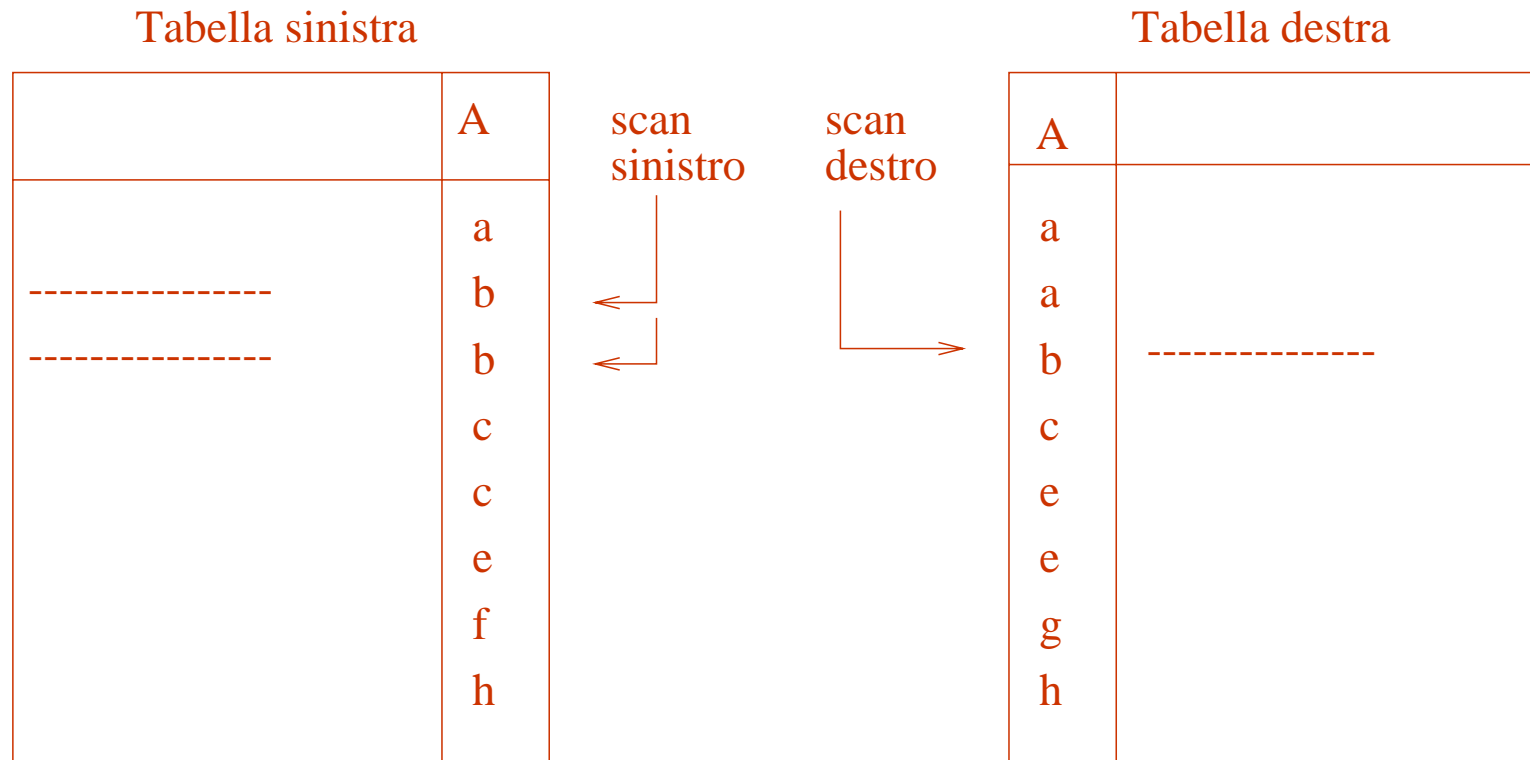 Tabella sinistra
Tabella destra
A
scan
sinistro
scan
destro
A
a
a
b
a
b
b
c
c
c
e
e
e
f
g
h
h